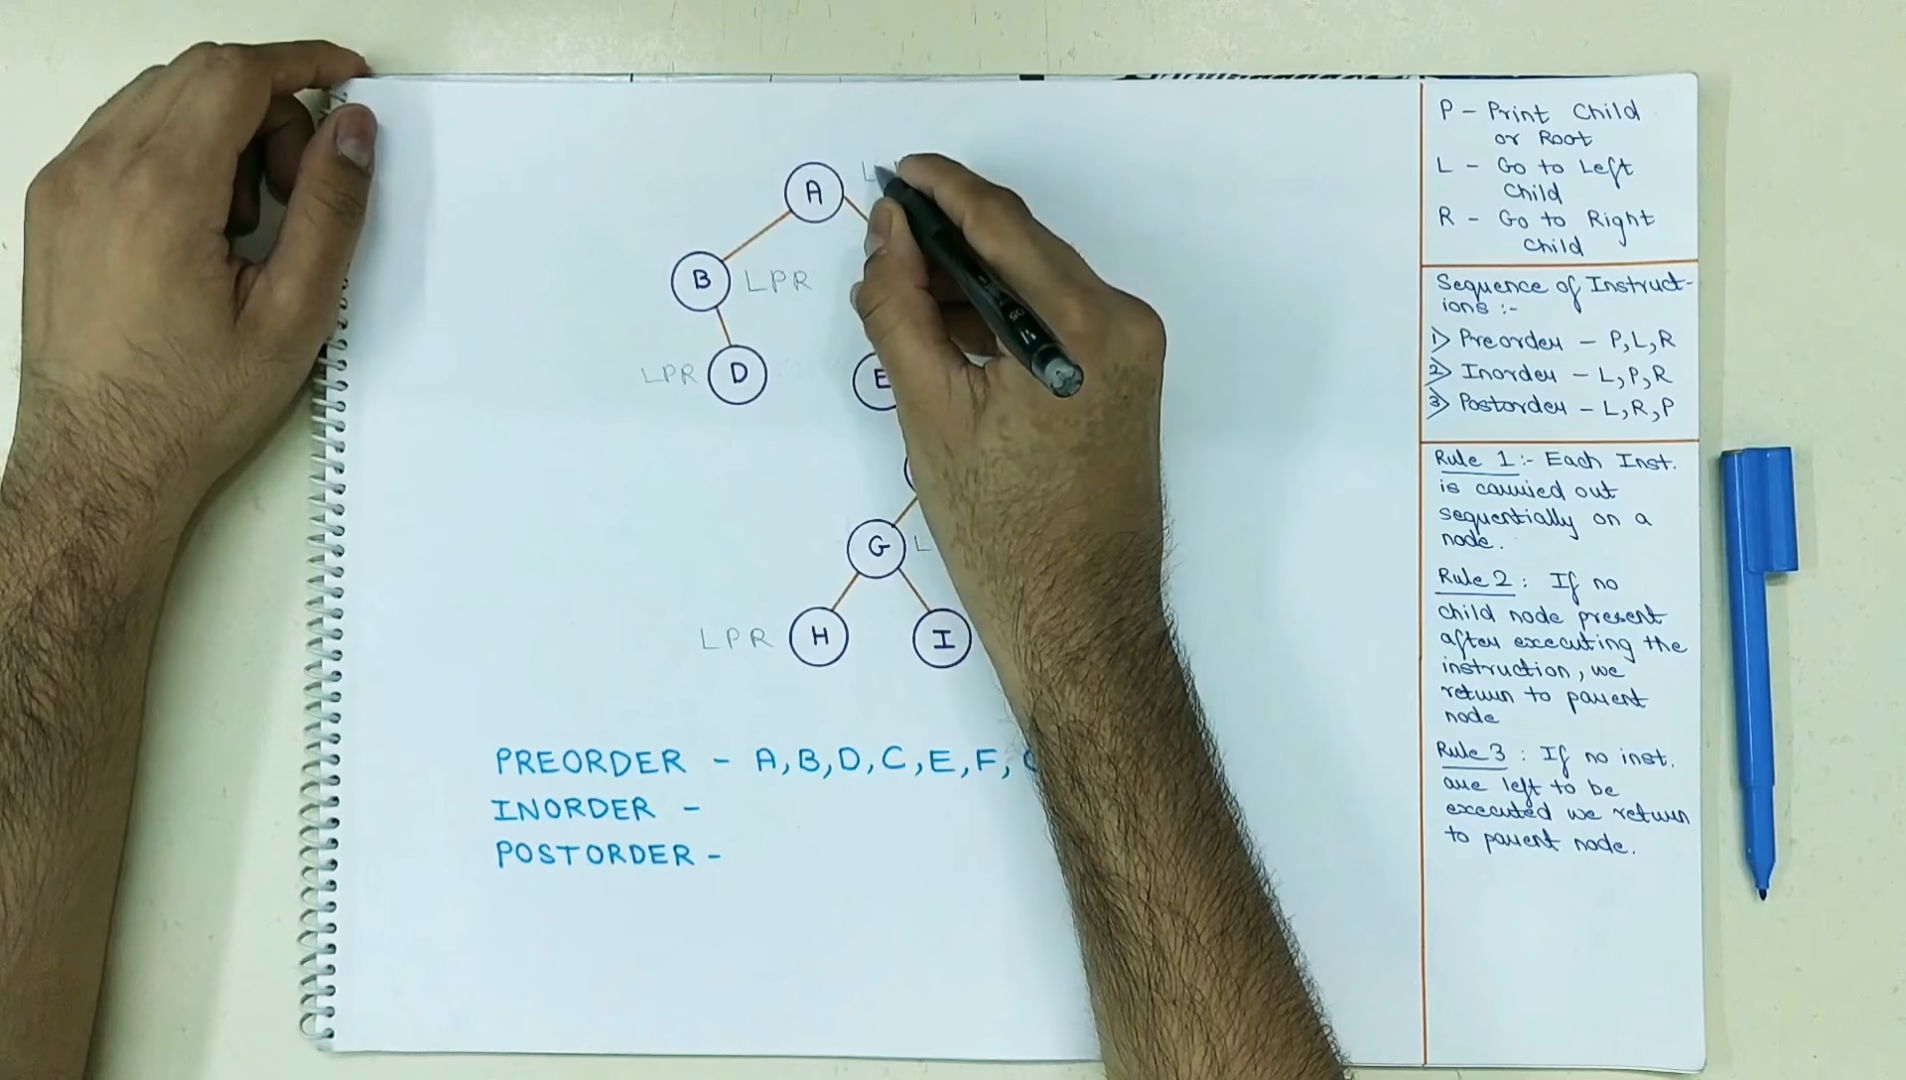 A
B LPR
LPR D
E
G L
LPR H I
PREORDER - A,B,D,C,E,F,
INORDER -
POSTORDER -
P - Print Child
or Root
L - Go to Left
Child
R - Go to Right
Child
Sequence of Instruct-
ions :-
1> Preorder - P,L,R
2> Inorder - L,P,R
3> Postorder - L,R,P
Rule 1 :- Each Inst.
is carried out
sequentially on a
node.
Rule 2 : If no
child node present
after executing the
instruction, we
return to parent
node
Rule 3 : If no inst.
are left to be
executed we return
to parent node.